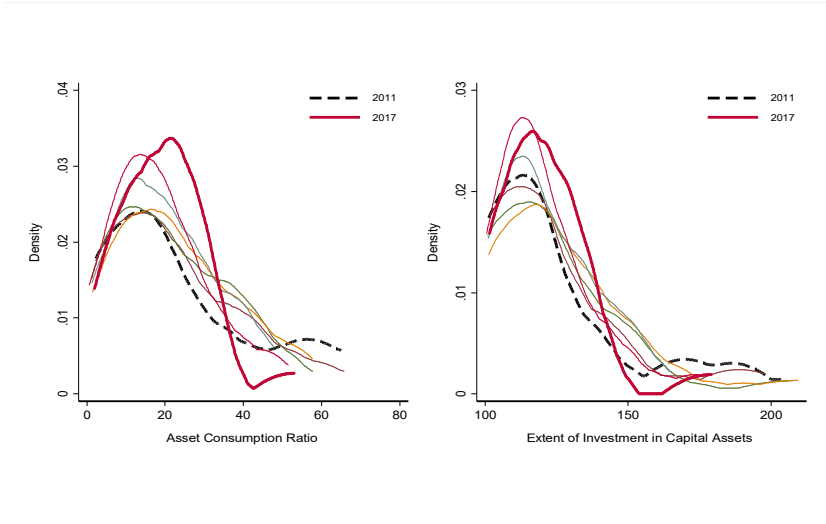 .04
.03
.02
.01
0
Density
0 20 40 60 80
Asset Consumption Ratio
2011
2017
.03
.02
.01
0
Density
100 150 200
Extent of Investment in Capital Assets
2011
2017